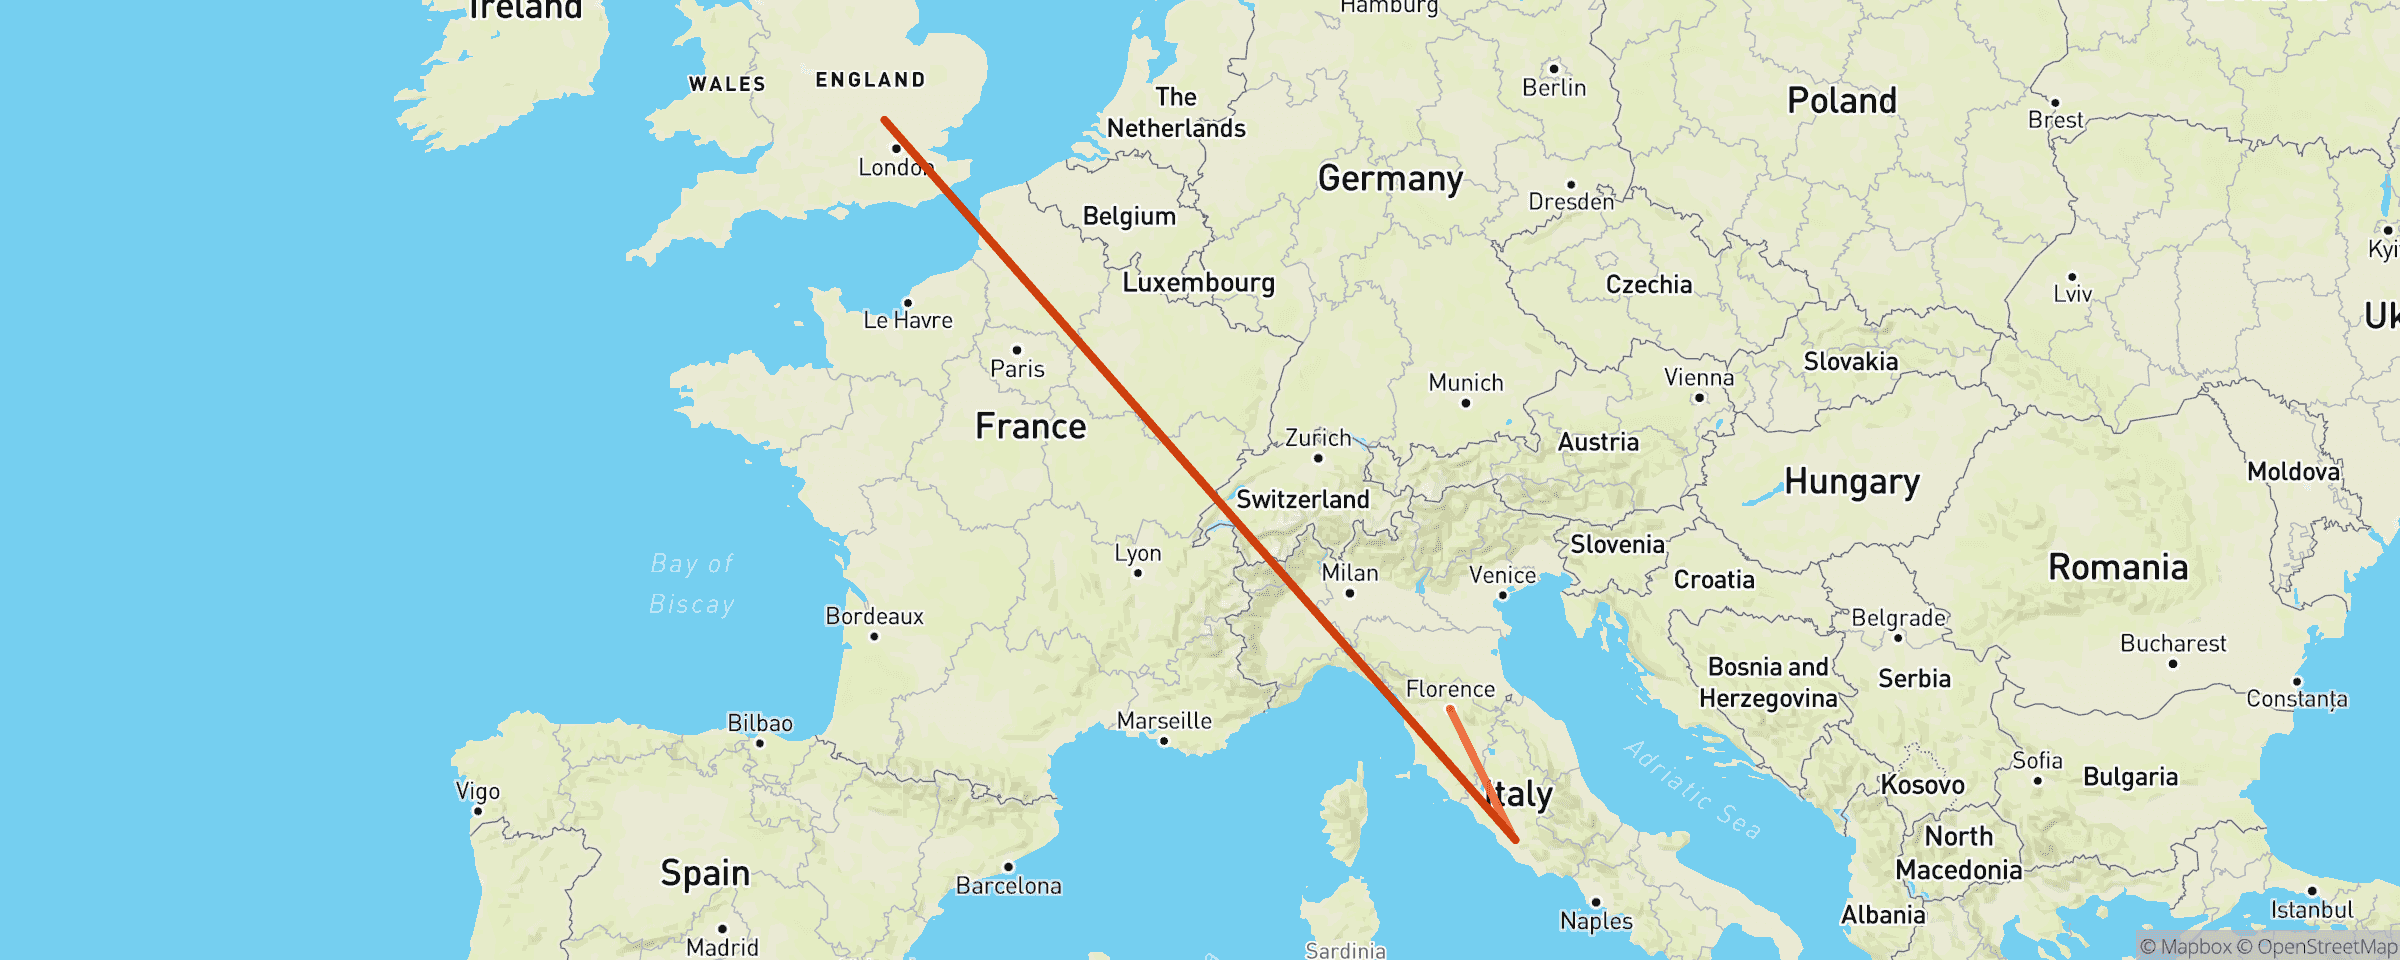 Ireland
Hamburg
WALES
ENGLAND
The
Netherlands
Berlin
Poland
Brest
London
Germany
Dresden
Belgium
Kyi
Luxembourg
Czechia
Lviv
Le Havre
Uk
Paris
Slovakia
Munich
Vienna
France
Zurich
Austria
Moldova
Hungary
Switzerland
Bay of
Biscay
Lyon
Slovenia
Milan
Venice
Croatia
Romania
Bordeaux
Belgrade
Bucharest
Bosnia and
Herzegovina
Serbia
Florence
Constanța
Bilbao
Marseille
Adriatic Sea
Sofia
Bulgaria
Vigo
Italy
Kosovo
North
Macedonia
Spain
Barcelona
Naples
Albania
Istanbul
Madrid
Sardinia
© Mapbox © OpenStreetMap